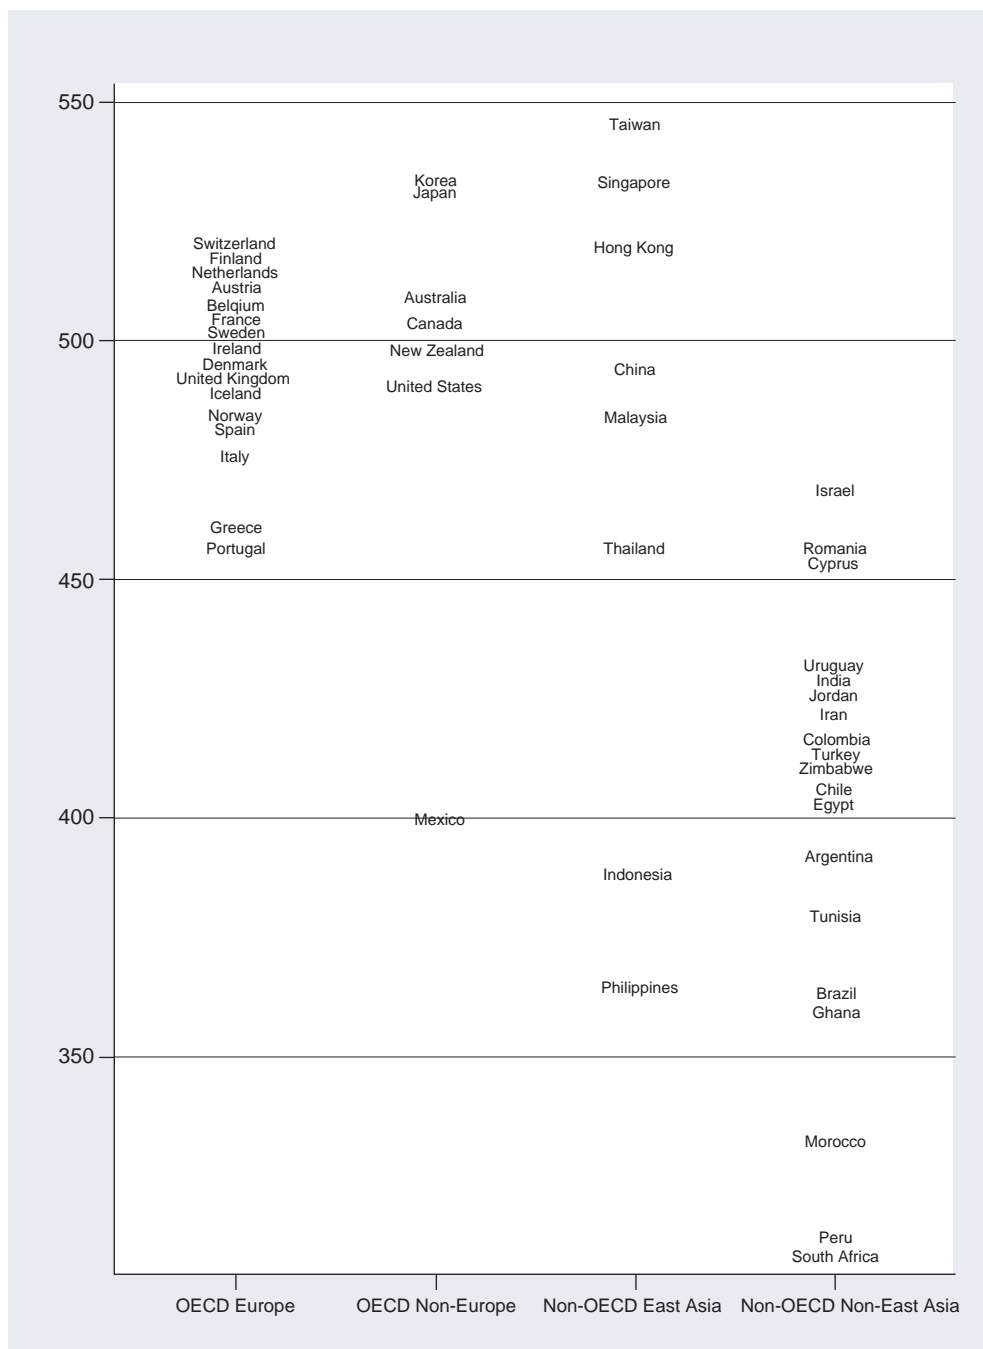 550
Taiwan
Korea
Singapore
Japan
Switzerland
Hong Kong
Finland
Netherlands
Austria
Australia
Belqium
France
Canada
Sweden
500
Ireland
New Zealand
Denmark
China
United Kingdom
United States
Iceland
Norway
Malaysia
Spain
Italy
Israel
Greece
Portugal
Thailand
Romania
Cyprus
450
Uruguay
India
Jordan
Iran
Colombia
Turkey
Zimbabwe
Chile
Egypt
400
Mexico
Argentina
Indonesia
Tunisia
Philippines
Brazil
Ghana
350
Morocco
Peru
South Africa
OECD Europe
OECD Non-Europe
Non-OECD East Asia
Non-OECD Non-East Asia